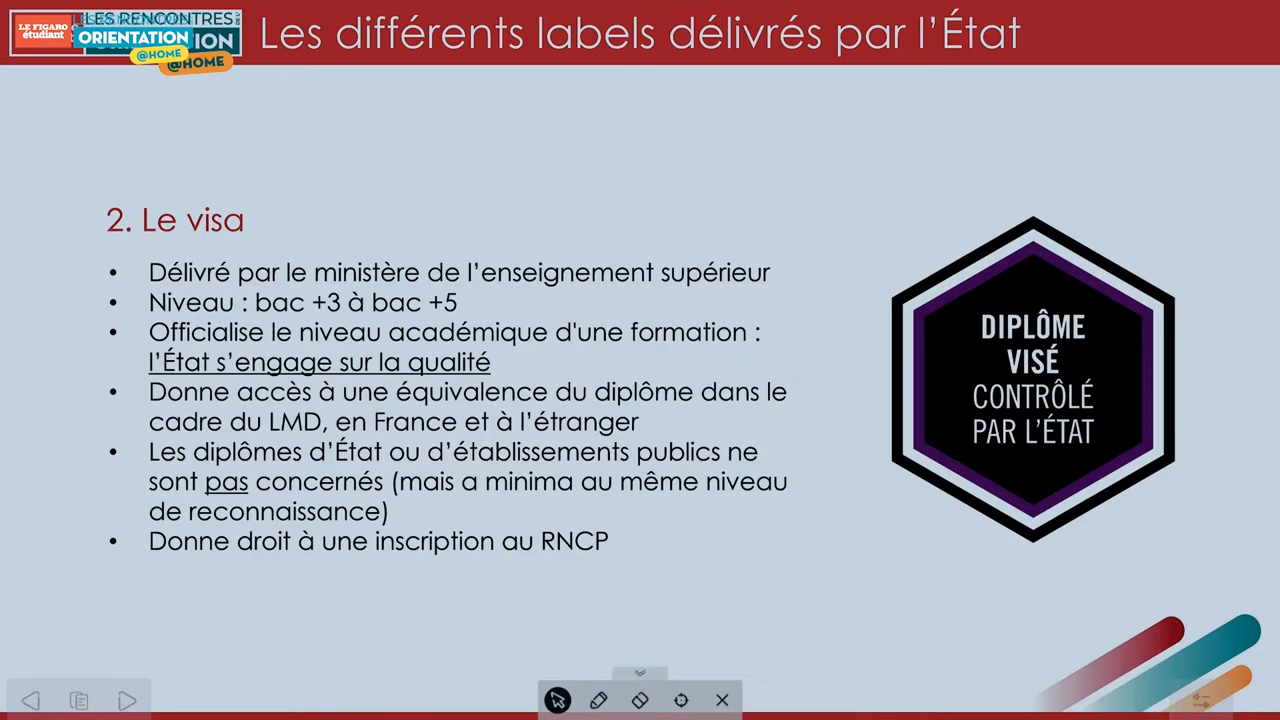 LE FIGARO
étudiant
LES RENCONTRES
ORIENTATION
@HOME
@HOME
Les différents labels délivrés par l’État
2. Le visa
• Délivré par le ministère de l’enseignement supérieur
• Niveau : bac +3 à bac +5
• Officialise le niveau académique d'une formation :
l’État s’engage sur la qualité
• Donne accès à une équivalence du diplôme dans le
cadre du LMD, en France et à l’étranger
• Les diplômes d’État ou d’établissements publics ne
sont pas concernés (mais a minima au même niveau
de reconnaissance)
• Donne droit à une inscription au RNCP
DIPLÔME
VISÉ
CONTRÔLÉ
PAR L’ÉTAT